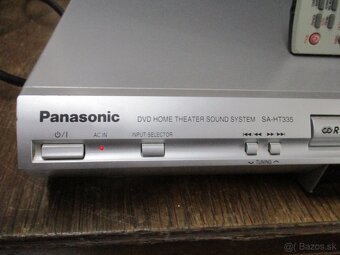 Panasonic DVD HOME THEATER SOUND SYSTEM SA-HT335
⏻/I AC IN INPUT SELECTOR
TUNING
© bazos.sk